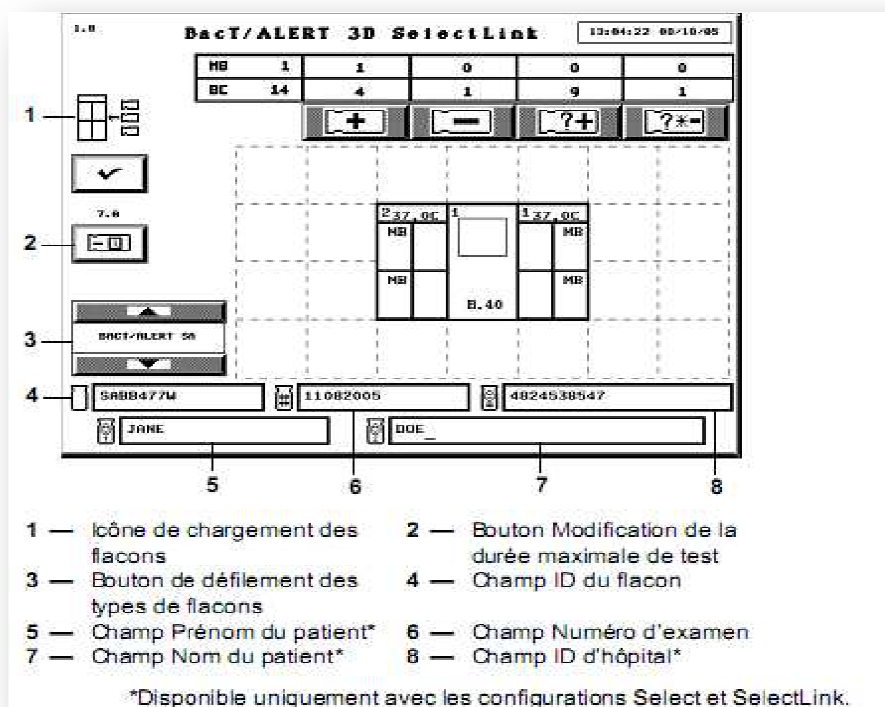 1.0 BacT/ALERT 3D SelectLink 13:04:22 08/10/05
MB 1 1 0 0 0
BC 14 4 1 9 1
+ − ?+ ?*-
1
7.0
2
2 37.0C 1 1 37.0C
MB MB
MB MB
B.40
3 BACT/ALERT SA
4 SABB477W # 11082005 4824538547
JANE DOE_
5 6 7 8
1 — Icône de chargement des flacons
2 — Bouton Modification de la durée maximale de test
3 — Bouton de défilement des types de flacons
4 — Champ ID du flacon
5 — Champ Prénom du patient*
6 — Champ Numéro d'examen
7 — Champ Nom du patient*
8 — Champ ID d'hôpital*
*Disponible uniquement avec les configurations Select et SelectLink.